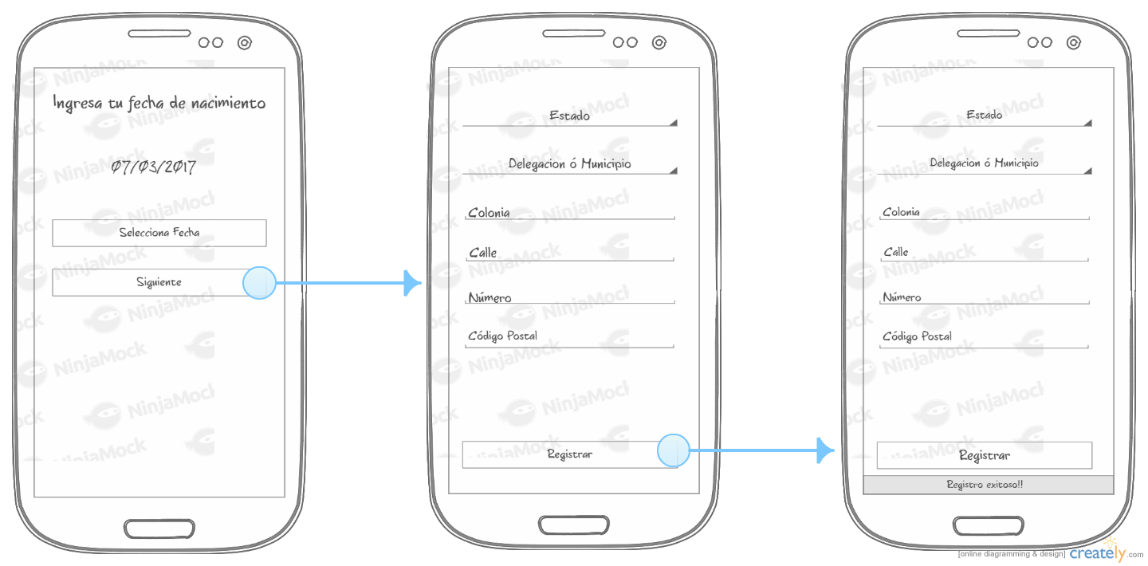 Ingresa tu fecha de nacimiento
07/03/2017
Selecciona Fecha
Siguiente
Estado
Delegacion ó Municipio
Colonia
Calle
Número
Código Postal
Registrar
Estado
Delegacion ó Municipio
Colonia
Calle
Número
Código Postal
Registrar
Registro exitoso!!
NinjaMock
[online diagramming & design] creately.com